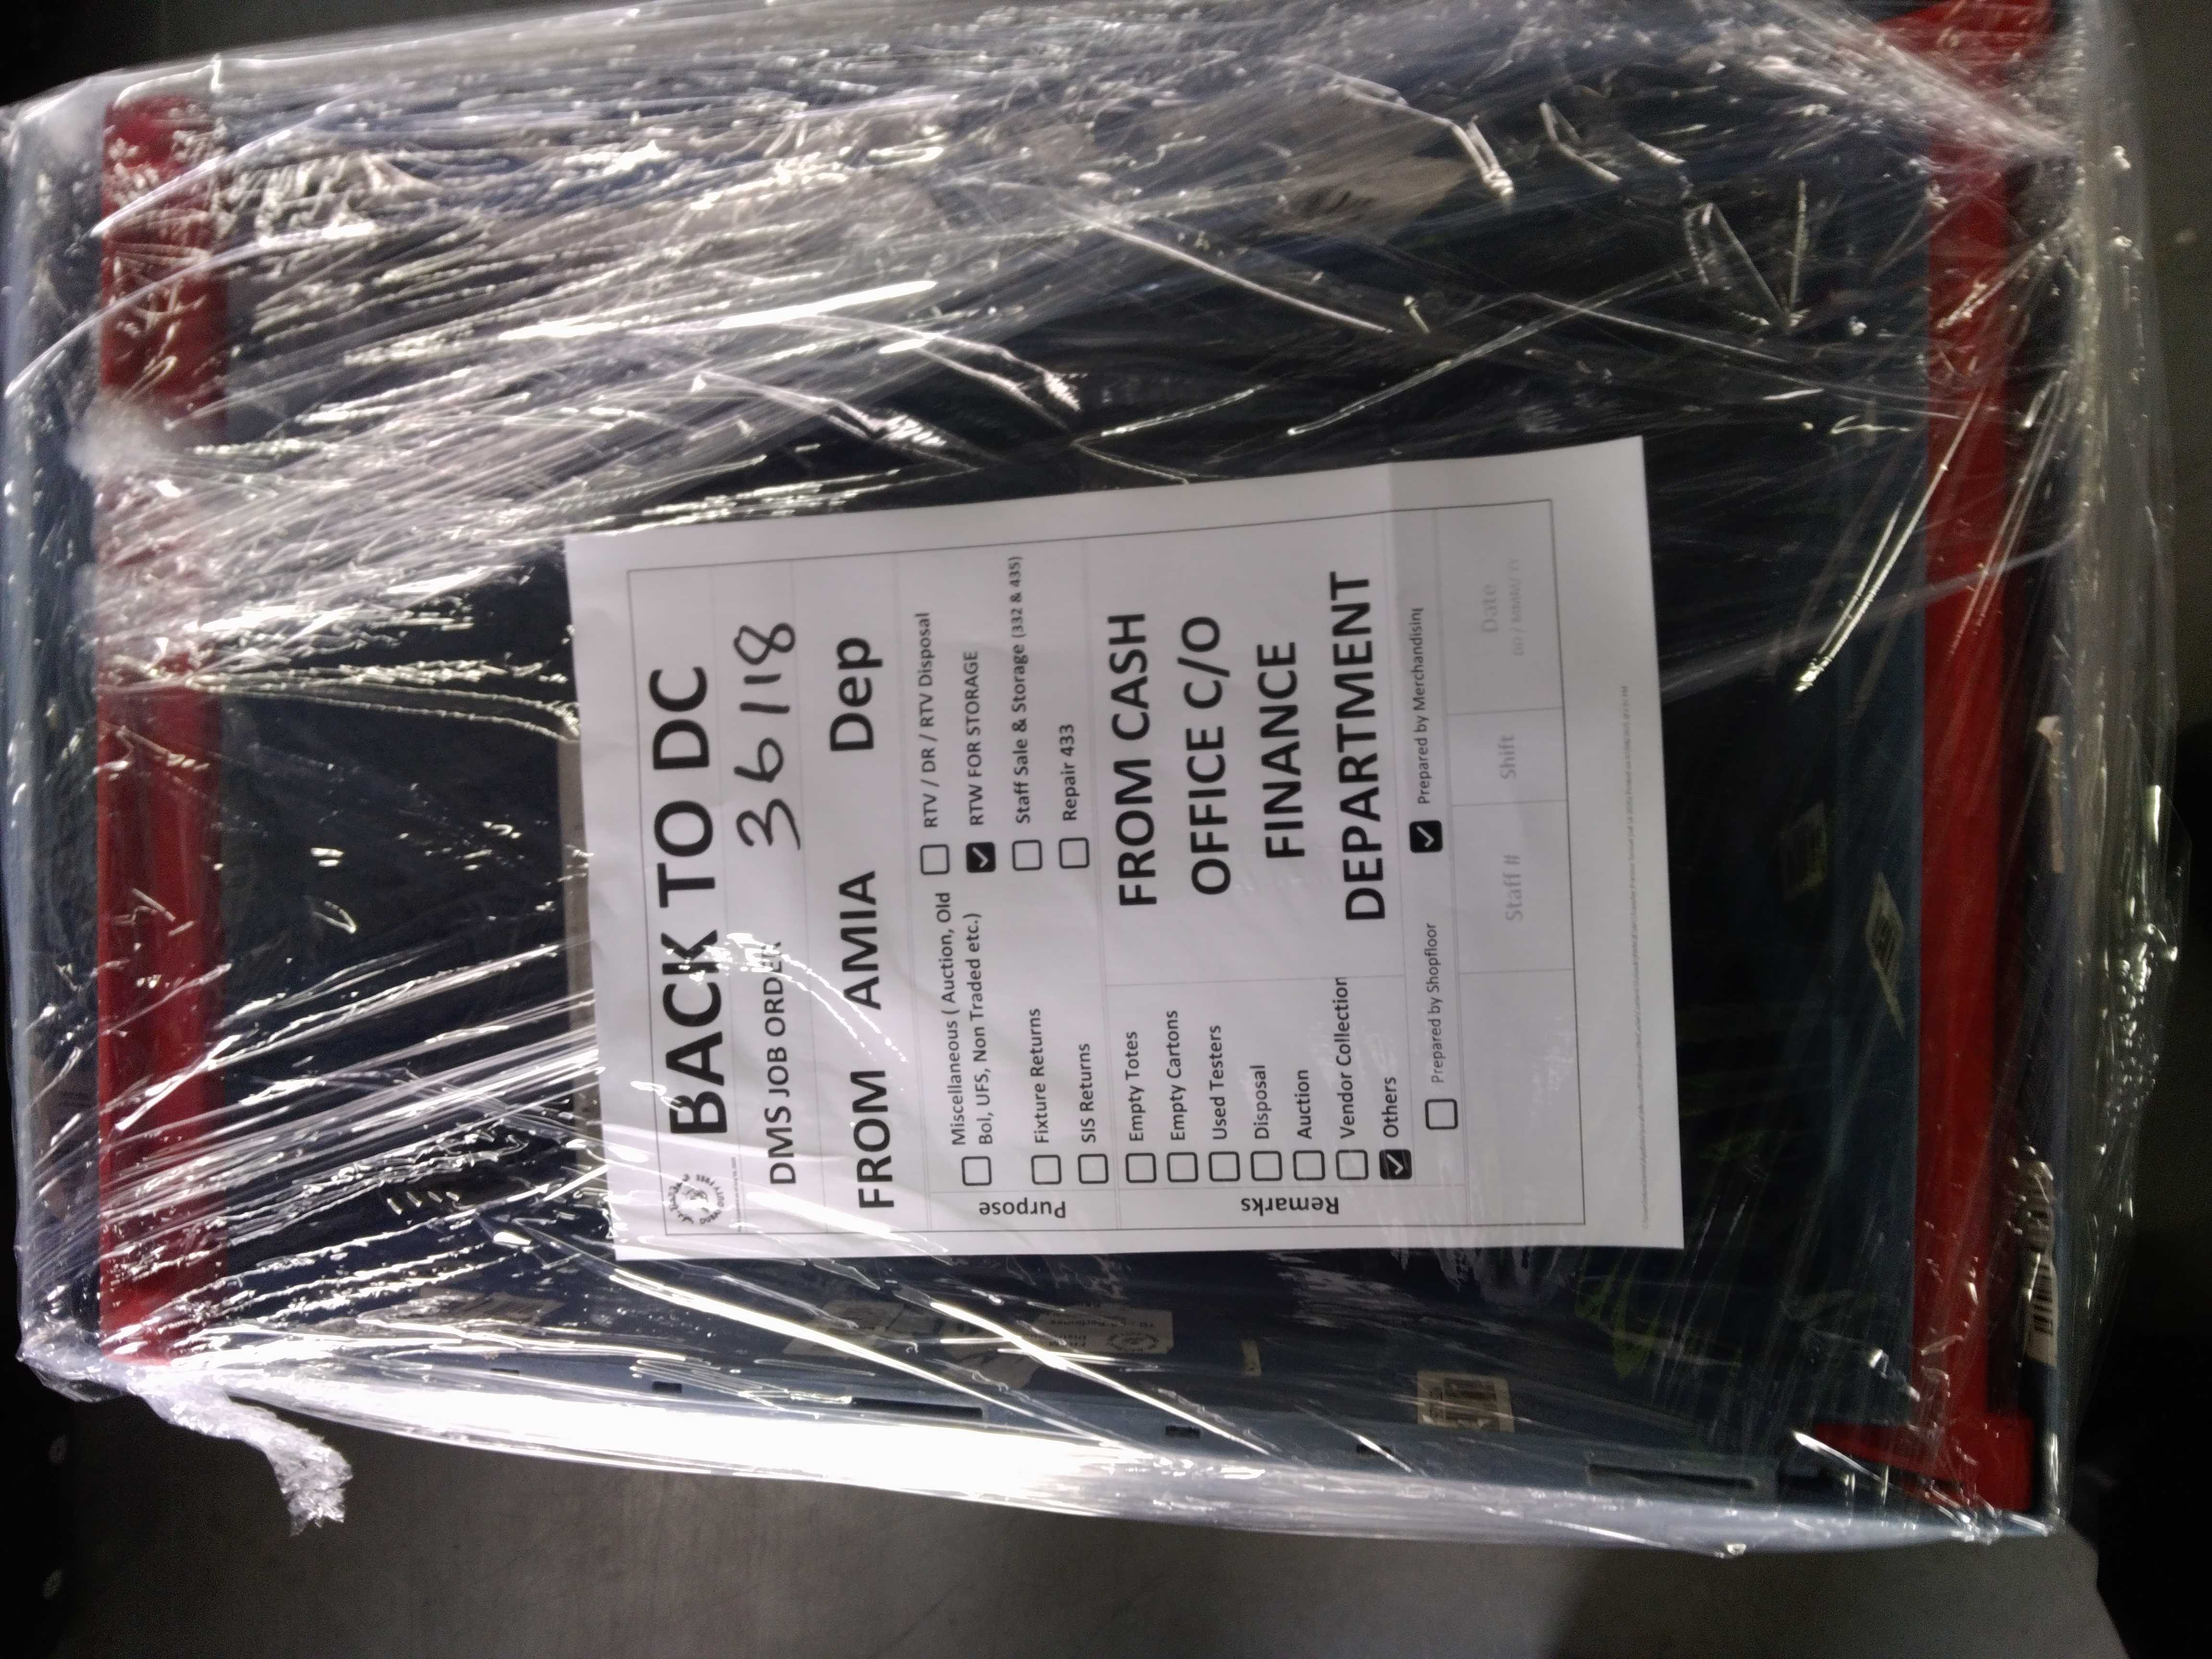 BACK TO DC
DMS JOB ORDER 36118
FROM AMIA Dep
Purpose
Miscellaneous ( Auction, Old
Bol, UFS, Non Traded etc.)
Fixture Returns
SIS Returns
RTV / DR / RTV Disposal
RTW FOR STORAGE
Staff Sale & Storage (332 & 435)
Repair 433
Remarks
Empty Totes
Empty Cartons
Used Testers
Disposal
Auction
Vendor Collection
Others
FROM CASH
OFFICE C/O
FINANCE
DEPARTMENT
Prepared by Shopfloor
Prepared by Merchandising
Staff #
Shift
Date